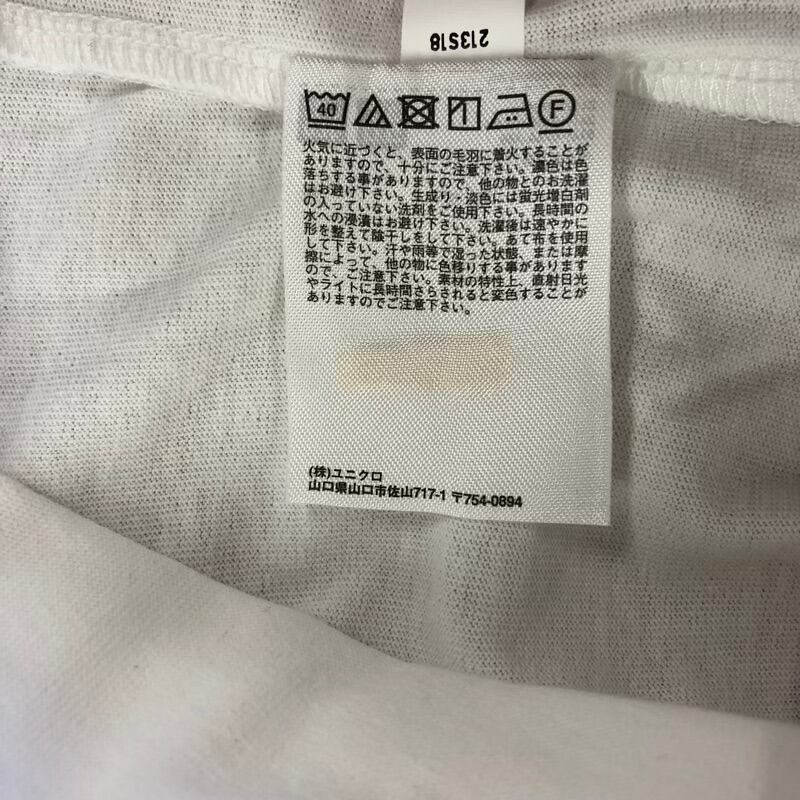 213S18
40
F
火気に近づくと、表面の毛羽に着火することが
ありますので、十分にご注意下さい。濃色は色
落ちする事がありますので、他の物とのお洗濯
はお避け下さい。生成り・淡色には蛍光増白剤
の入っていない洗剤をご使用下さい。長時間の
水への浸漬はお避け下さい。洗濯後は速やかに
形を整えて陰干しをして下さい。あて布を使用
して下さい。汗や雨等で湿った状態、または摩
擦によって、他の物に色移りする事があります
ので、ご注意下さい。素材の特性上、直射日光
やライトに長時間さらされると変色することが
ありますのでご注意下さい。
(株)ユニクロ
山口県山口市佐山717-1 〒754-0894